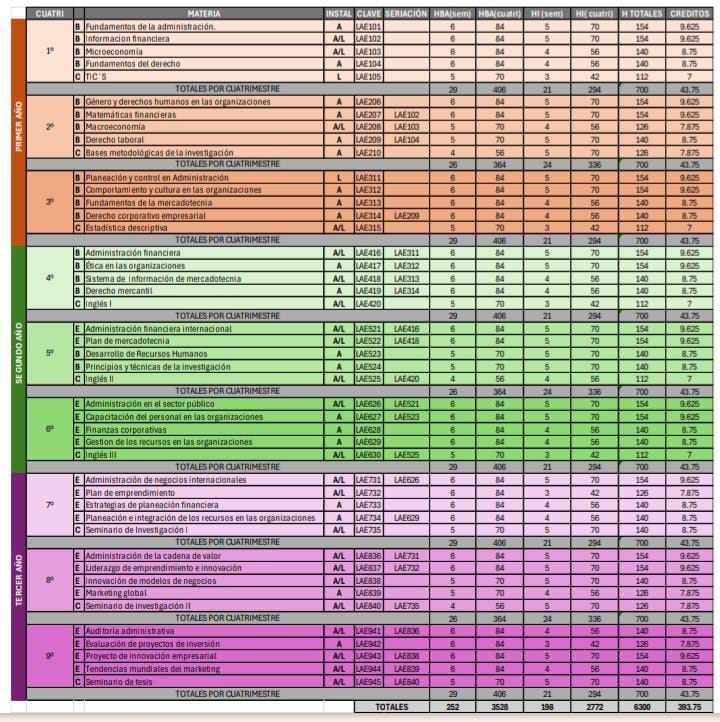 CUATRI MATERIA INSTAL CLAVE SERIACIÓN HBA(sem) HBA(cuatri) HI (sem) HI( cuatri) H TOTALES CREDITOS
PRIMER AÑO
1º
B Fundamentos de la administración. A LAE101 6 84 5 70 154 9.625
B Informacion financiera A/L LAE102 6 84 5 70 154 9.625
B Microeconomía A/L LAE103 6 84 4 56 140 8.75
B Fundamentos del derecho A LAE104 6 84 4 56 140 8.75
C TIC´S L LAE105 5 70 3 42 112 7
TOTALES POR CUATRIMESTRE 29 406 21 294 700 43.75
2º
B Género y derechos humanos en las organizaciones A LAE206 6 84 5 70 154 9.625
B Matemáticas financieras A LAE207 LAE102 6 84 5 70 154 9.625
B Macroeconomía A/L LAE208 LAE103 5 70 4 56 126 7.875
B Derecho laboral A LAE209 LAE104 5 70 5 70 140 8.75
C Bases metodológicas de la investigación A LAE210 4 56 5 70 126 7.875
TOTALES POR CUATRIMESTRE 26 364 24 336 700 43.75
3º
B Planeación y control en Administración L LAE311 6 84 5 70 154 9.625
B Comportamiento y cultura en las organizaciones A LAE312 6 84 5 70 154 9.625
B Fundamentos de la mercadotecnia A LAE313 6 84 4 56 140 8.75
B Derecho corporativo empresarial A LAE314 LAE209 6 84 4 56 140 8.75
C Estadística descriptiva A/L LAE315 5 70 3 42 112 7
TOTALES POR CUATRIMESTRE 29 406 21 294 700 43.75
SEGUNDO AÑO
4º
B Administración financiera A/L LAE416 LAE311 6 84 5 70 154 9.625
B Ética en las organizaciones A LAE417 LAE312 6 84 5 70 154 9.625
B Sistema de información de mercadotecnia A/L LAE418 LAE313 6 84 4 56 140 8.75
B Derecho mercantil A LAE419 LAE314 6 84 4 56 140 8.75
C Inglés I A/L LAE420 5 70 3 42 112 7
TOTALES POR CUATRIMESTRE 29 406 21 294 700 43.75
5º
E Administración financiera internacional A/L LAE521 LAE416 6 84 5 70 154 9.625
E Plan de mercadotecnia A/L LAE522 LAE418 6 84 5 70 154 9.625
B Desarrollo de Recursos Humanos A LAE523 5 70 5 70 140 8.75
B Principios y técnicas de la investigación A LAE524 5 70 5 70 140 8.75
C Inglés II A/L LAE525 LAE420 4 56 4 56 112 7
TOTALES POR CUATRIMESTRE 26 364 24 336 700 43.75
6º
E Administración en el sector público A/L LAE626 LAE521 6 84 5 70 154 9.625
E Capacitación del personal en las organizaciones A LAE627 LAE523 6 84 5 70 154 9.625
E Finanzas corporativas A LAE628 6 84 4 56 140 8.75
E Gestion de los recursos en las organizaciones A LAE629 6 84 4 56 140 8.75
C Inglés III A/L LAE630 LAE525 5 70 3 42 112 7
TOTALES POR CUATRIMESTRE 29 406 21 294 700 43.75
TERCER AÑO
7º
E Administración de negocios internacionales A/L LAE731 LAE626 6 84 5 70 154 9.625
E Plan de emprendimiento A/L LAE732 6 84 3 42 126 7.875
E Estrategias de planeación financiera A LAE733 6 84 4 56 140 8.75
E Planeación e integración de los recursos en las organizaciones A LAE734 LAE629 6 84 4 56 140 8.75
C Seminario de Investigación I A/L LAE735 5 70 5 70 140 8.75
TOTALES POR CUATRIMESTRE 29 406 21 294 700 43.75
8º
E Administración de la cadena de valor A/L LAE836 LAE731 6 84 5 70 154 9.625
E Liderazgo de emprendimiento e innovación A/L LAE837 LAE732 6 84 5 70 154 9.625
E Innovación de modelos de negocios A/L LAE838 5 70 5 70 140 8.75
E Marketing global A LAE839 5 70 4 56 126 7.875
C Seminario de investigación II A/L LAE840 LAE735 4 56 5 70 126 7.875
TOTALES POR CUATRIMESTRE 26 364 24 336 700 43.75
9º
E Auditoría administrativa A/L LAE941 LAE836 6 84 4 56 140 8.75
E Evaluación de proyectos de inversión A LAE942 6 84 3 42 126 7.875
E Proyecto de innovación empresarial A/L LAE943 LAE838 6 84 5 70 154 9.625
E Tendencias mundiales del marketing A/L LAE944 LAE839 6 84 4 56 140 8.75
C Seminario de tesis A/L LAE945 LAE840 5 70 5 70 140 8.75
TOTALES POR CUATRIMESTRE 29 406 21 294 700 43.75
TOTALES 252 3528 198 2772 6300 393.75